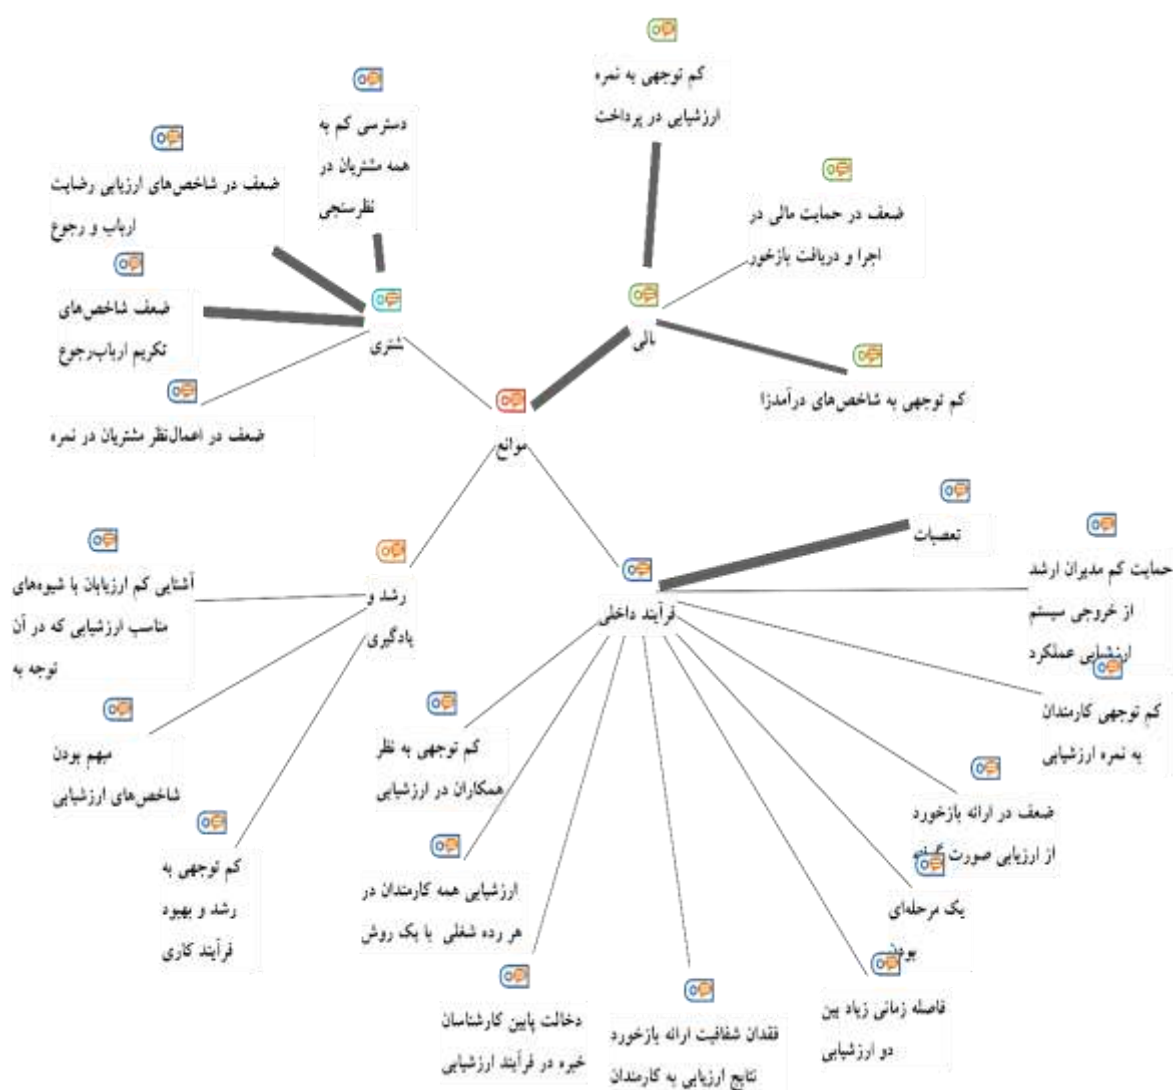 کم توجهی به نمره
ارزشیابی در پرداخت
دسترسی کم به
همه مشتریان در
نظرسنجی
ضعف در شاخص‌های ارزیابی رضایت
ارباب و رجوع
ضعف در حمایت مالی در
اجرا و دریافت بازخور
ضعف شاخص‌های
تکریم ارباب‌رجوع
شتری
مالی
کم توجهی به شاخص‌های درآمدزا
ضعف در اعمال‌نظر مشتریان در نمره
موانع
تعصبات
حمایت کم مدیران ارشد
از خروجی سیستم
ارزشیابی عملکرد
آشنایی کم ارزیابان با شیوه‌های
مناسب ارزشیابی که در آن
توجه به
رشد و
یادگیری
فرآیند داخلی
کم توجهی کارمندان
به نمره ارزشیابی
مبهم بودن
شاخص‌های ارزشیابی
کم توجهی به نظر
همکاران در ارزشیابی
ضعف در ارائه بازخورد
از ارزیابی صورت گرفته
کم توجهی به
رشد و بهبود
فرآیند کاری
ارزشیابی همه کارمندان در
هر رده شغلی با یک روش
یک مرحله‌ای
بودن
دخالت پایین کارشناسان
خبره در فرآیند ارزشیابی
فقدان شفافیت ارائه بازخورد
نتایج ارزیابی به کارمندان
فاصله زمانی زیاد بین
دو ارزشیابی